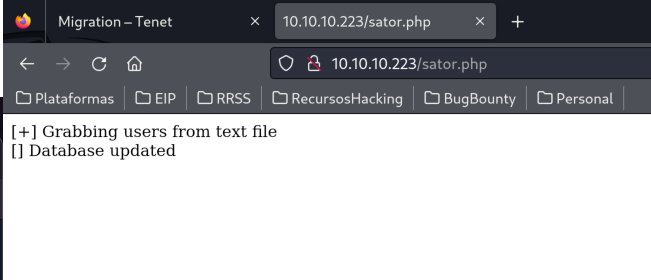 Migration – Tenet
10.10.10.223/sator.php
10.10.10.223/sator.php
Plataformas EIP RRSS RecursosHacking BugBounty Personal
[+] Grabbing users from text file
[] Database updated